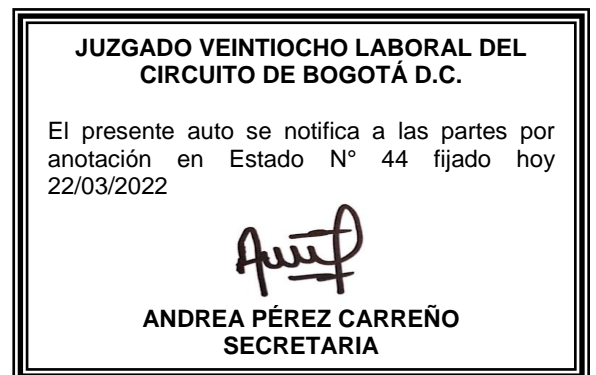 JUZGADO VEINTIOCHO LABORAL DEL
CIRCUITO DE BOGOTÁ D.C.
El presente auto se notifica a las partes por
anotación en Estado N° 44 fijado hoy
22/03/2022
ANDREA PÉREZ CARREÑO
SECRETARIA